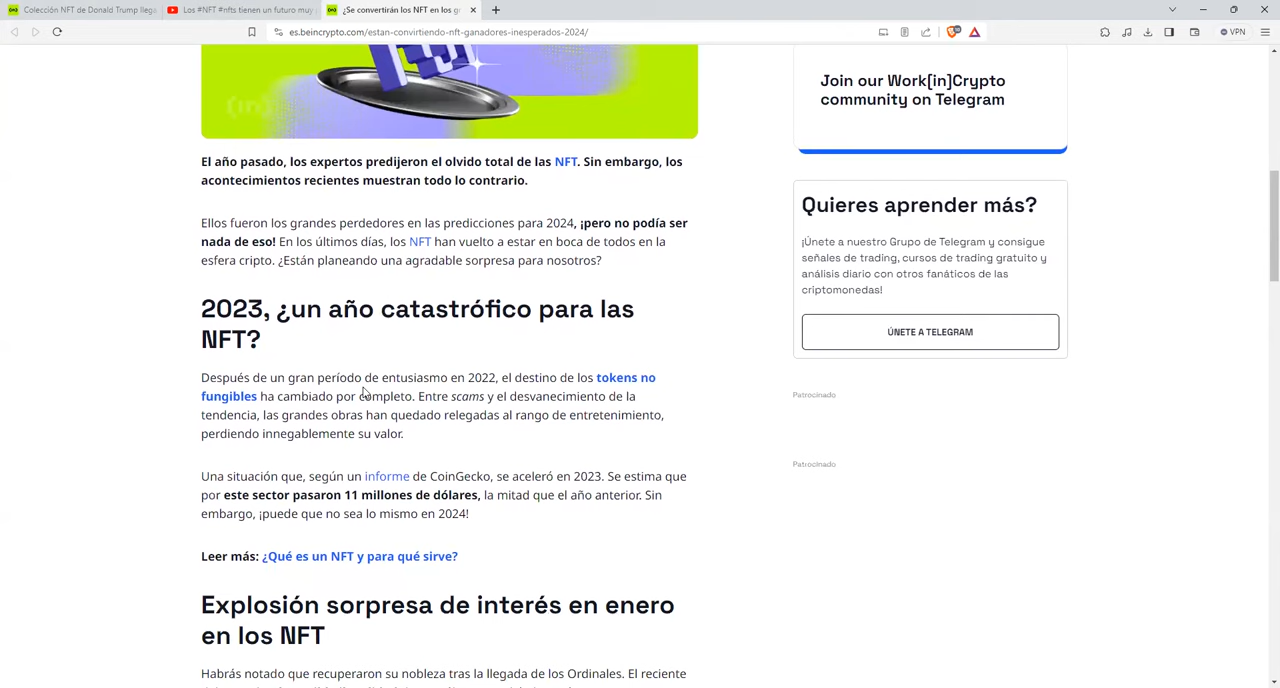 Colección NFT de Donald Trump llega
Los #NFT #nfts tienen un futuro muy
¿Se convertirán los NFT en los gr
es.beincrypto.com/estan-convirtiendo-nft-ganadores-inesperados-2024/
VPN
El año pasado, los expertos predijeron el olvido total de las NFT. Sin embargo, los
acontecimientos recientes muestran todo lo contrario.
Ellos fueron los grandes perdedores en las predicciones para 2024, ¡pero no podía ser
nada de eso! En los últimos días, los NFT han vuelto a estar en boca de todos en la
esfera cripto. ¿Están planeando una agradable sorpresa para nosotros?
2023, ¿un año catastrófico para las
NFT?
Después de un gran período de entusiasmo en 2022, el destino de los tokens no
fungibles ha cambiado por completo. Entre scams y el desvanecimiento de la
tendencia, las grandes obras han quedado relegadas al rango de entretenimiento,
perdiendo innegablemente su valor.
Una situación que, según un informe de CoinGecko, se aceleró en 2023. Se estima que
por este sector pasaron 11 millones de dólares, la mitad que el año anterior. Sin
embargo, ¡puede que no sea lo mismo en 2024!
Leer más: ¿Qué es un NFT y para qué sirve?
Explosión sorpresa de interés en enero
en los NFT
Habrás notado que recuperaron su nobleza tras la llegada de los Ordinales. El reciente
Join our Work[in]Crypto
community on Telegram
Quieres aprender más?
¡Únete a nuestro Grupo de Telegram y consigue
señales de trading, cursos de trading gratuito y
análisis diario con otros fanáticos de las
criptomonedas!
ÚNETE A TELEGRAM
Patrocinado
Patrocinado